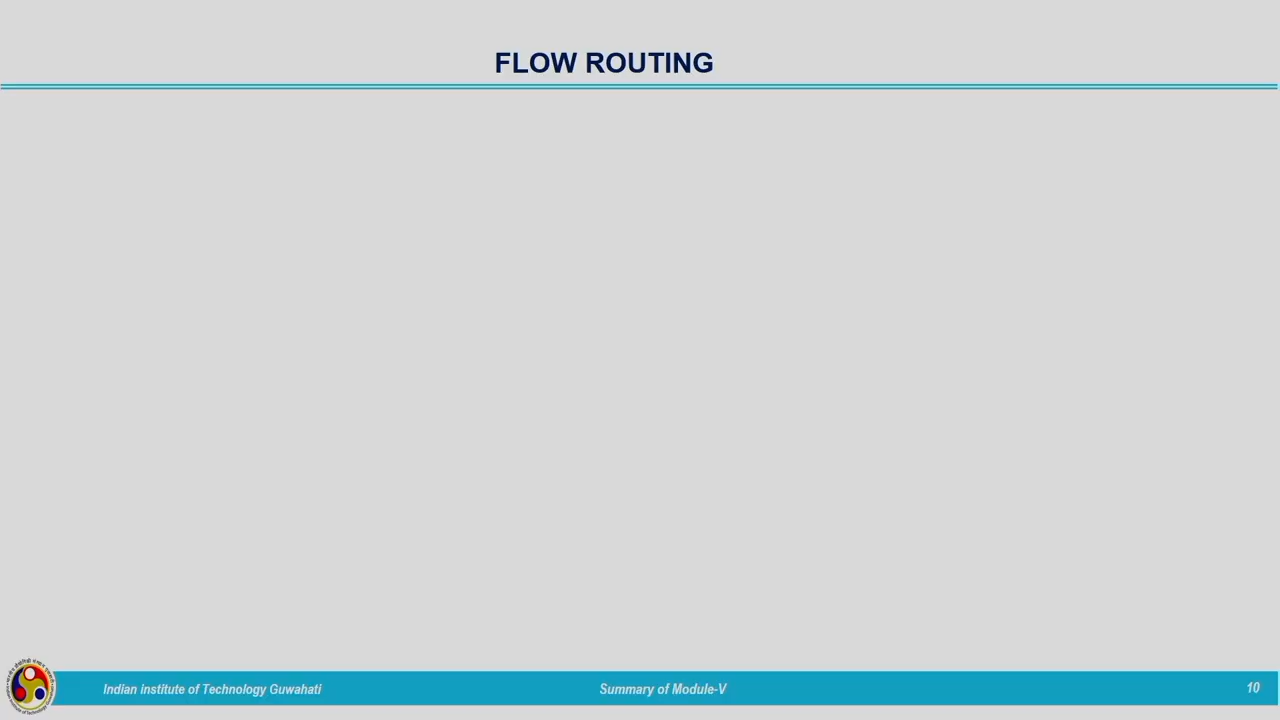 FLOW ROUTING
Indian institute of Technology Guwahati
Summary of Module-V
10